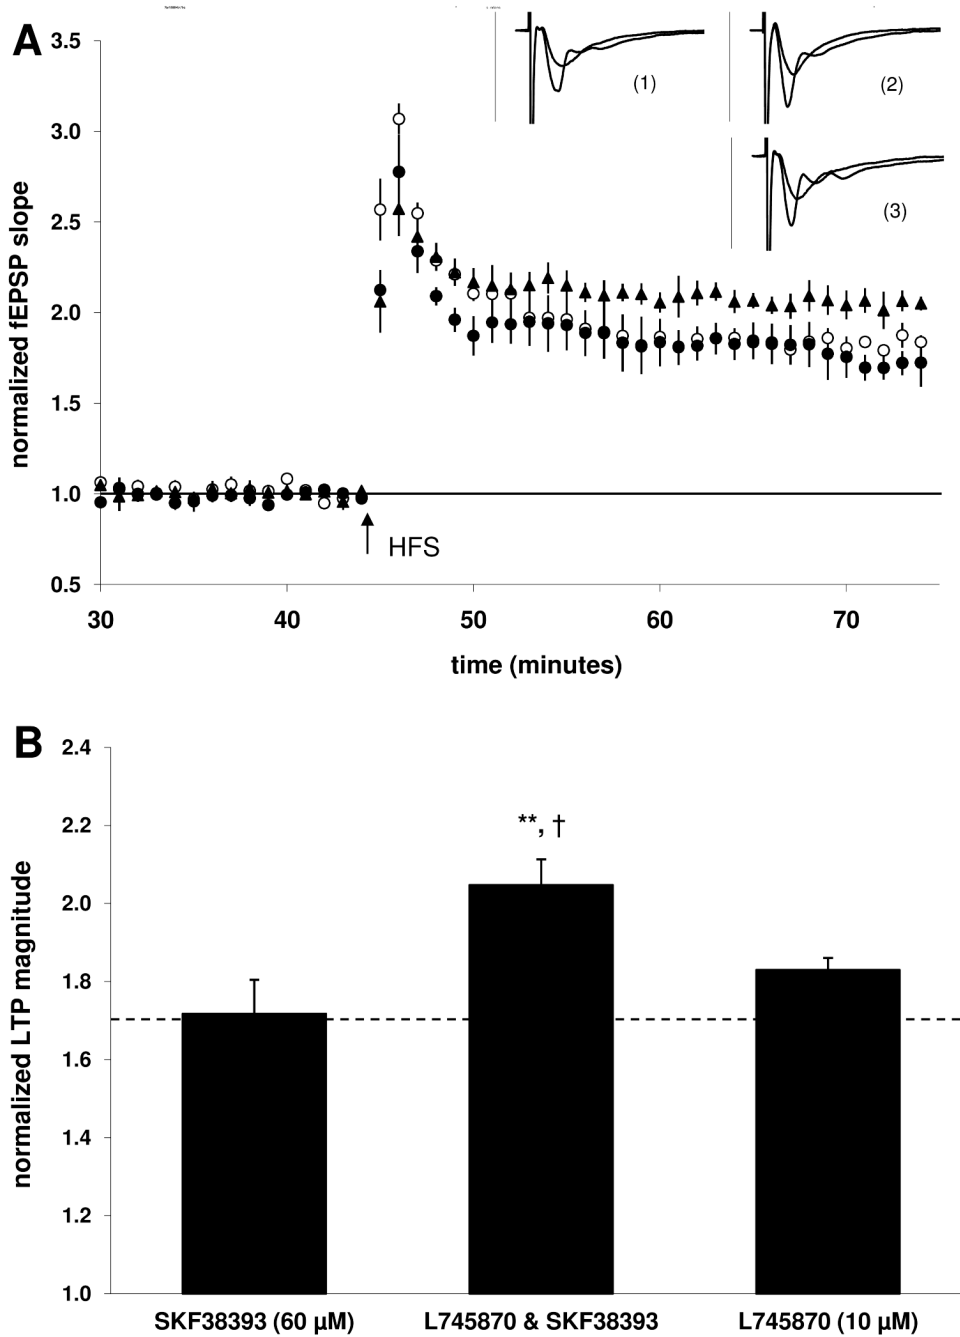 A
3.5
3.0
2.5
2.0
1.5
1.0
0.5
normalized fEPSP slope
(1)
(2)
(3)
HFS
30 40 50 60 70
time (minutes)
B
2.4
2.2
2.0
1.8
1.6
1.4
1.2
1.0
normalized LTP magnitude
**, †
SKF38393 (60 µM) L745870 & SKF38393 L745870 (10 µM)